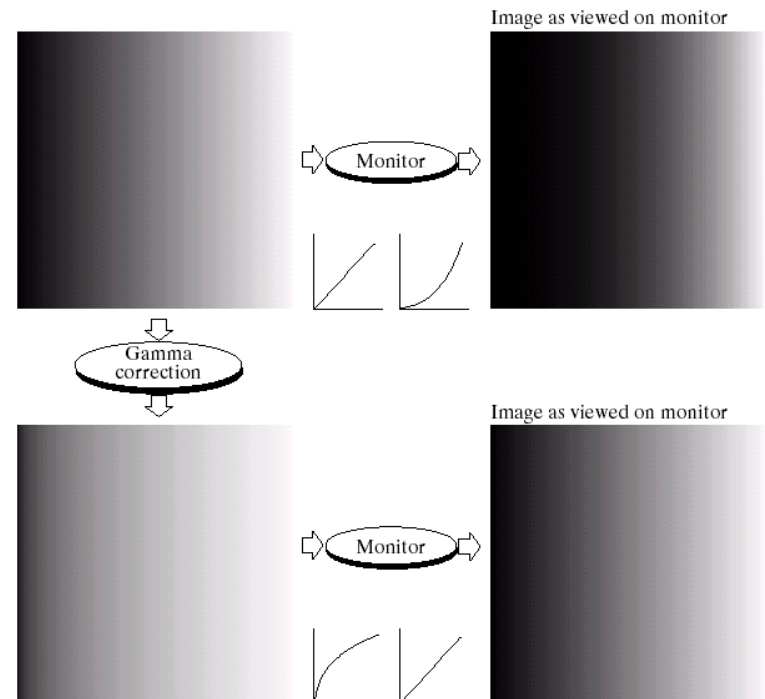 Image as viewed on monitor
Monitor
Gamma
correction
Image as viewed on monitor
Monitor